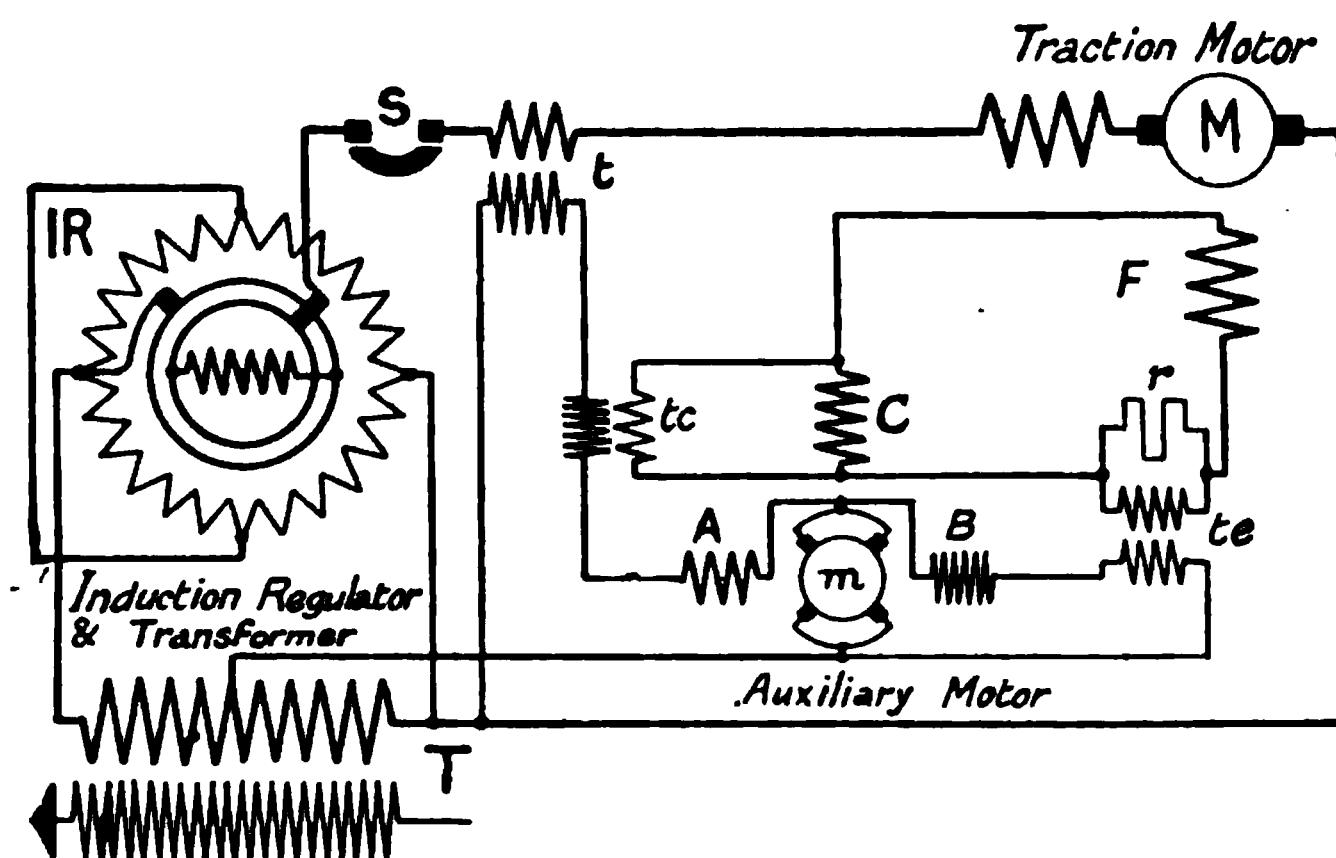 Traction Motor
S
M
t
IR
F
r
tc
C
A
B
te
m
Induction Regulator
& Transformer
.Auxiliary Motor
T